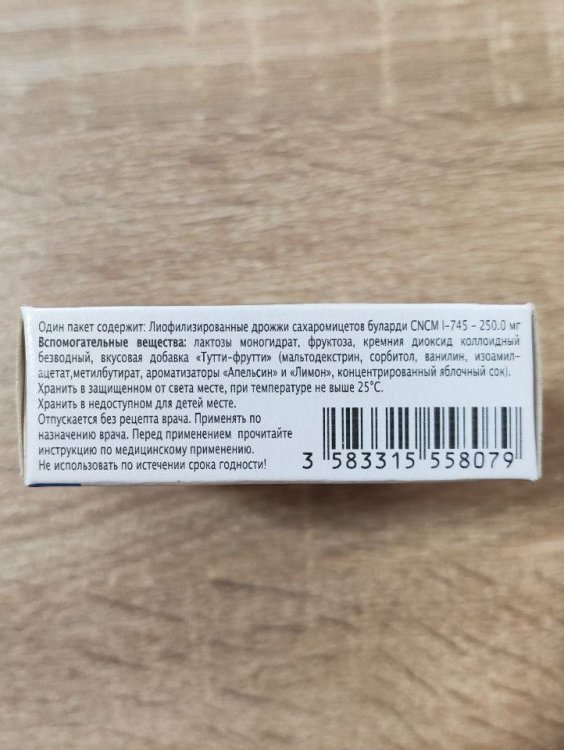 Один пакет содержит: Лиофилизированные дрожжи сахаромицетов буларди CNCM I-745 - 250.0 мг
Вспомогательные вещества: лактозы моногидрат, фруктоза, кремния диоксид коллоидный
безводный, вкусовая добавка «Тутти-фрутти» (мальтодекстрин, сорбитол, ванилин, изоамил-
ацетат,метилбутират, ароматизаторы «Апельсин» и «Лимон», концентрированный яблочный сок).
Хранить в защищенном от света месте, при температуре не выше 25°C.
Хранить в недоступном для детей месте.
Отпускается без рецепта врача. Применять по
назначению врача. Перед применением прочитайте
инструкцию по медицинскому применению.
Не использовать по истечении срока годности!
3 583315 558079